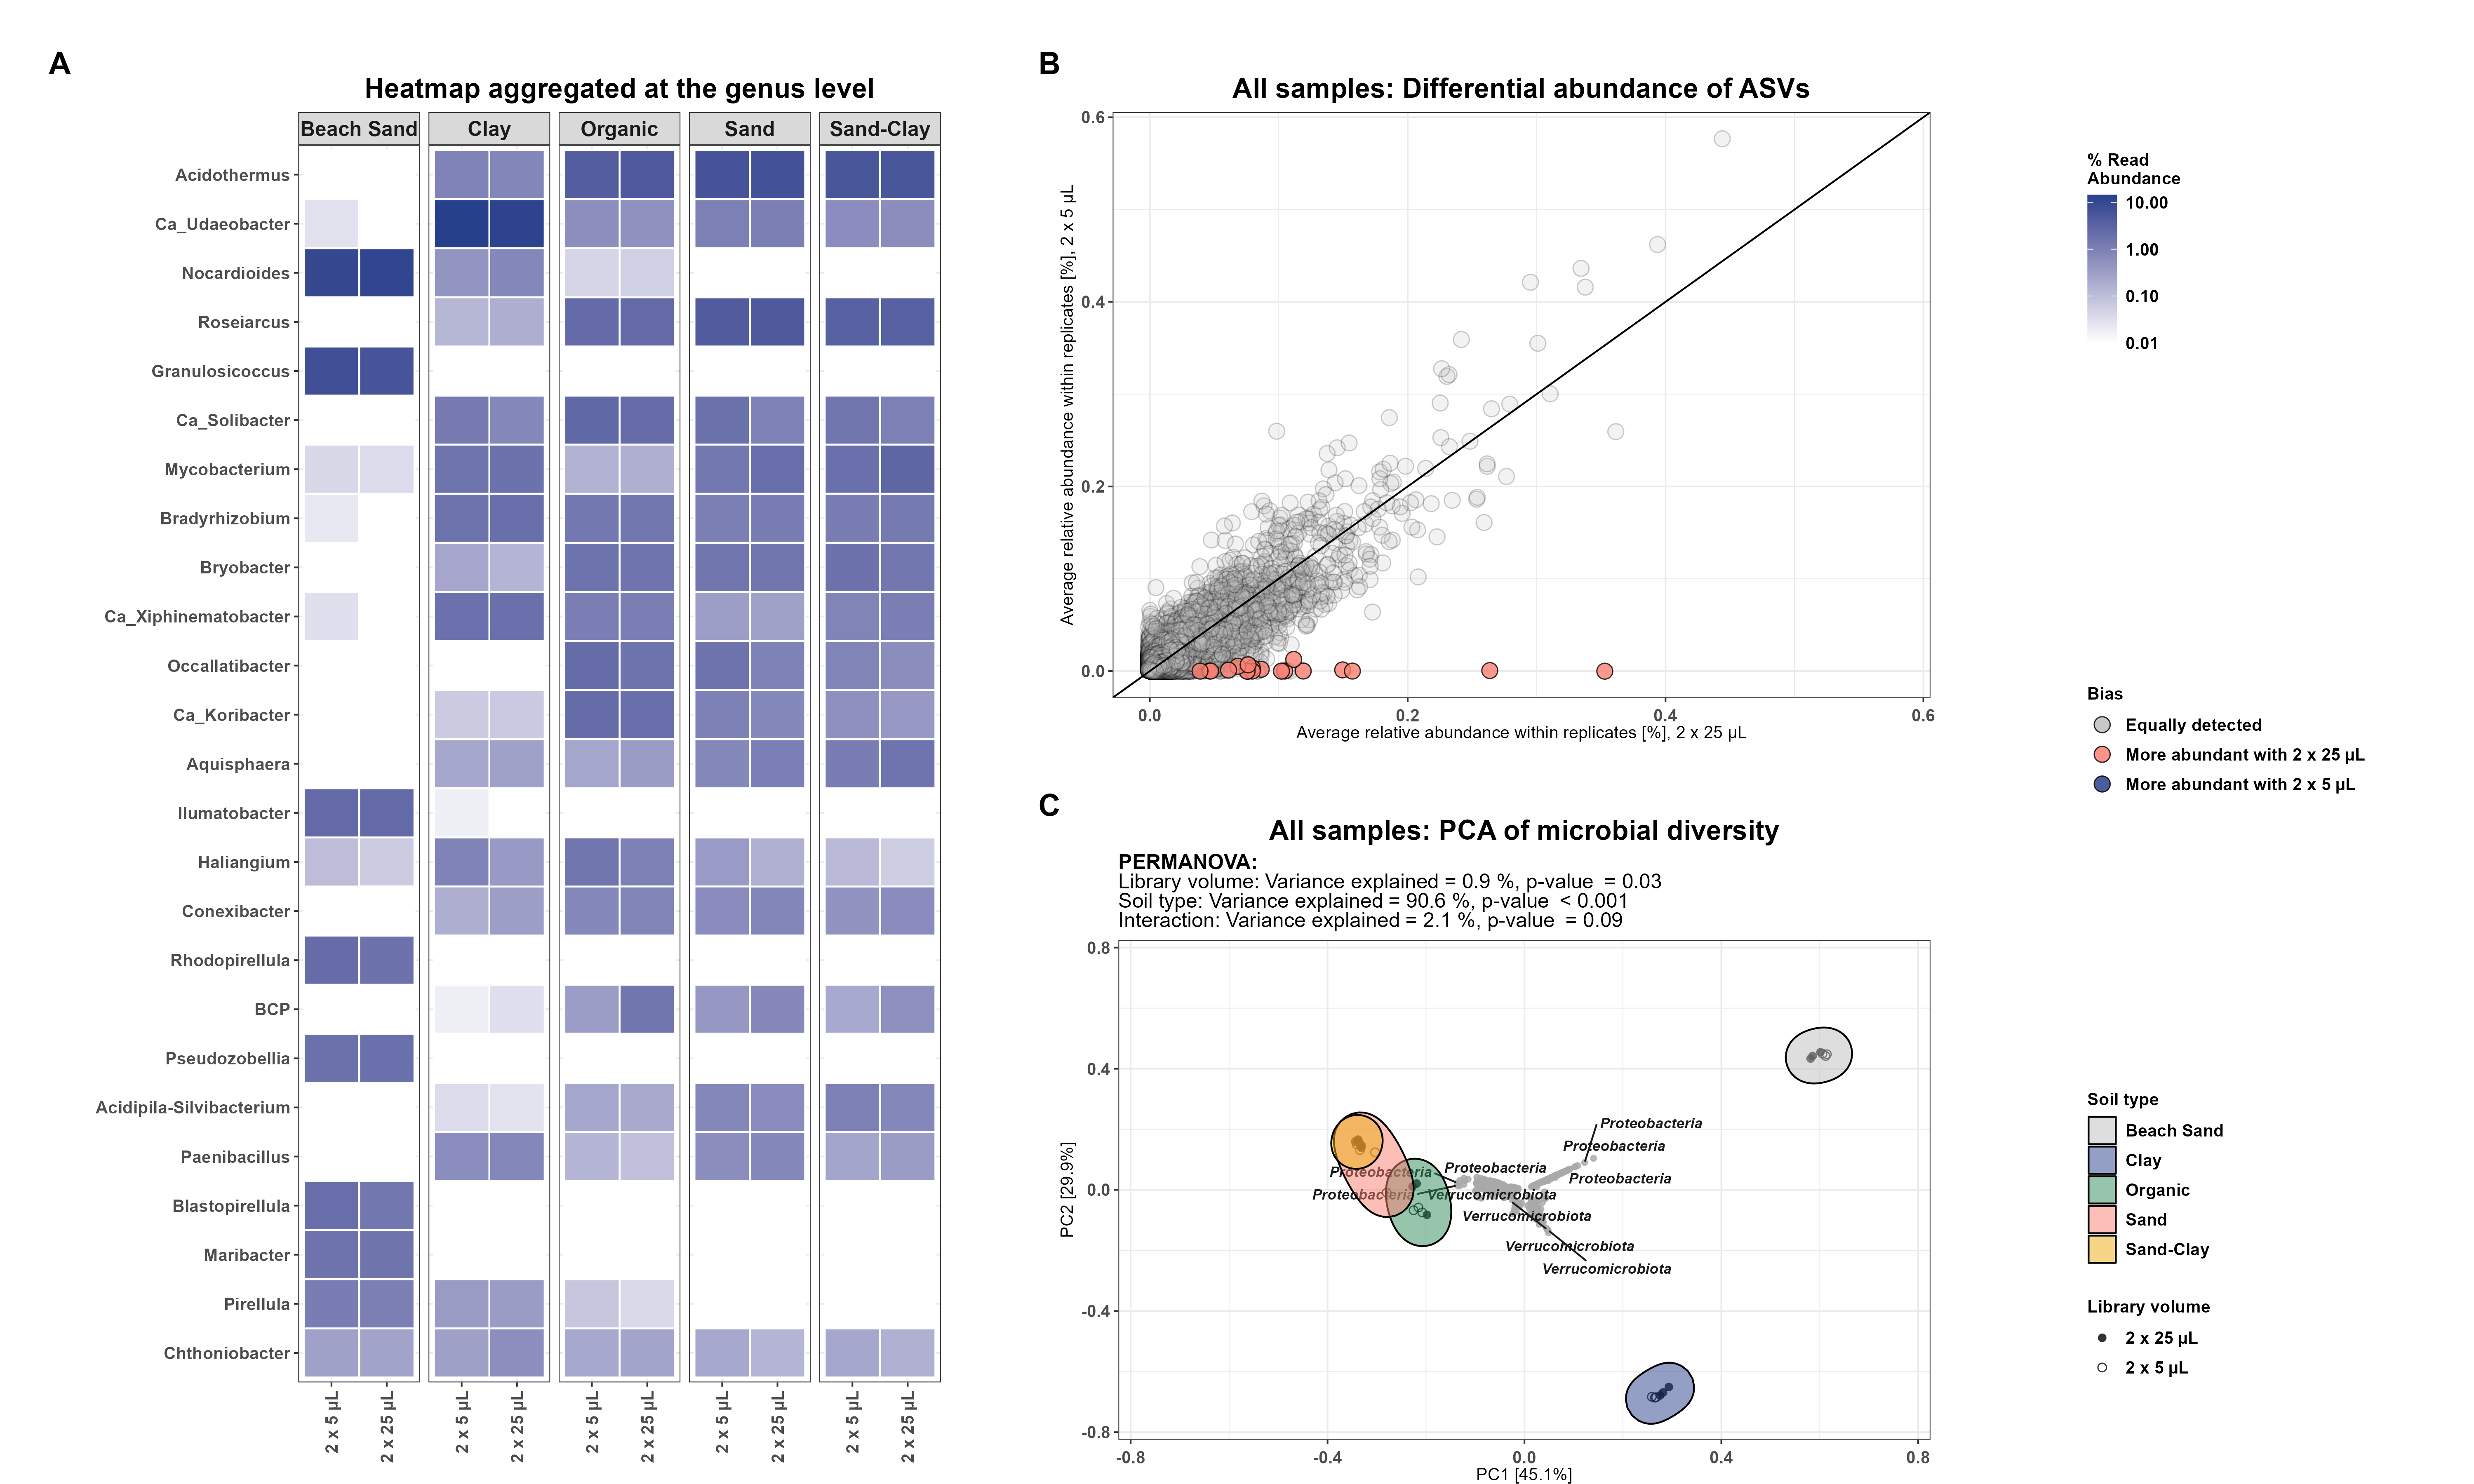 A
Heatmap aggregated at the genus level
Beach Sand
Clay
Organic
Sand
Sand-Clay
Acidothermus
Ca_Udaeobacter
Nocardioides
Roseiarcus
Granulosicoccus
Ca_Solibacter
Mycobacterium
Bradyrhizobium
Bryobacter
Ca_Xiphinematobacter
Occallatibacter
Ca_Koribacter
Aquisphaera
Ilumatobacter
Haliangium
Conexibacter
Rhodopirellula
BCP
Pseudozobellia
Acidipila-Silvibacterium
Paenibacillus
Blastopirellula
Maribacter
Pirellula
Chthoniobacter
2 x 5 µL
2 x 25 µL
2 x 5 µL
2 x 25 µL
2 x 5 µL
2 x 25 µL
2 x 5 µL
2 x 25 µL
2 x 5 µL
2 x 25 µL
B
All samples: Differential abundance of ASVs
Average relative abundance within replicates [%], 2 x 5 µL
0.6
0.4
0.2
0.0
0.0
0.2
0.4
0.6
Average relative abundance within replicates [%], 2 x 25 µL
% Read
Abundance
10.00
1.00
0.10
0.01
Bias
Equally detected
More abundant with 2 x 25 µL
More abundant with 2 x 5 µL
C
All samples: PCA of microbial diversity
PERMANOVA:
Library volume: Variance explained = 0.9 %, p-value  = 0.03
Soil type: Variance explained = 90.6 %, p-value  < 0.001
Interaction: Variance explained = 2.1 %, p-value  = 0.09
PC2 [29.9%]
0.8
0.4
0.0
-0.4
-0.8
Proteobacteria
Proteobacteria
Proteobacteria
Proteobacteria
Proteobacteria
Proteobacteria
Verrucomicrobiota
Verrucomicrobiota
Verrucomicrobiota
Verrucomicrobiota
-0.8
-0.4
0.0
0.4
0.8
PC1 [45.1%]
Soil type
Beach Sand
Clay
Organic
Sand
Sand-Clay
Library volume
2 x 25 µL
2 x 5 µL